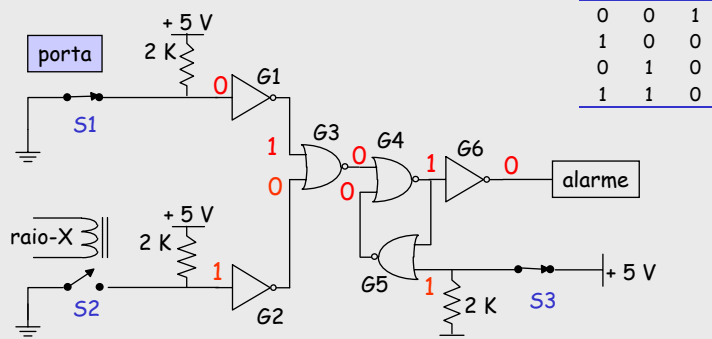 + 5 V
0 0 1
1 0 0
0 1 0
1 1 0
porta
2 K
G1
0
S1
G3
G4
G6
1
0
1
0
0
0
alarme
+ 5 V
raio-X
2 K
1
G5
1
S3
+ 5 V
S2
G2
2 K